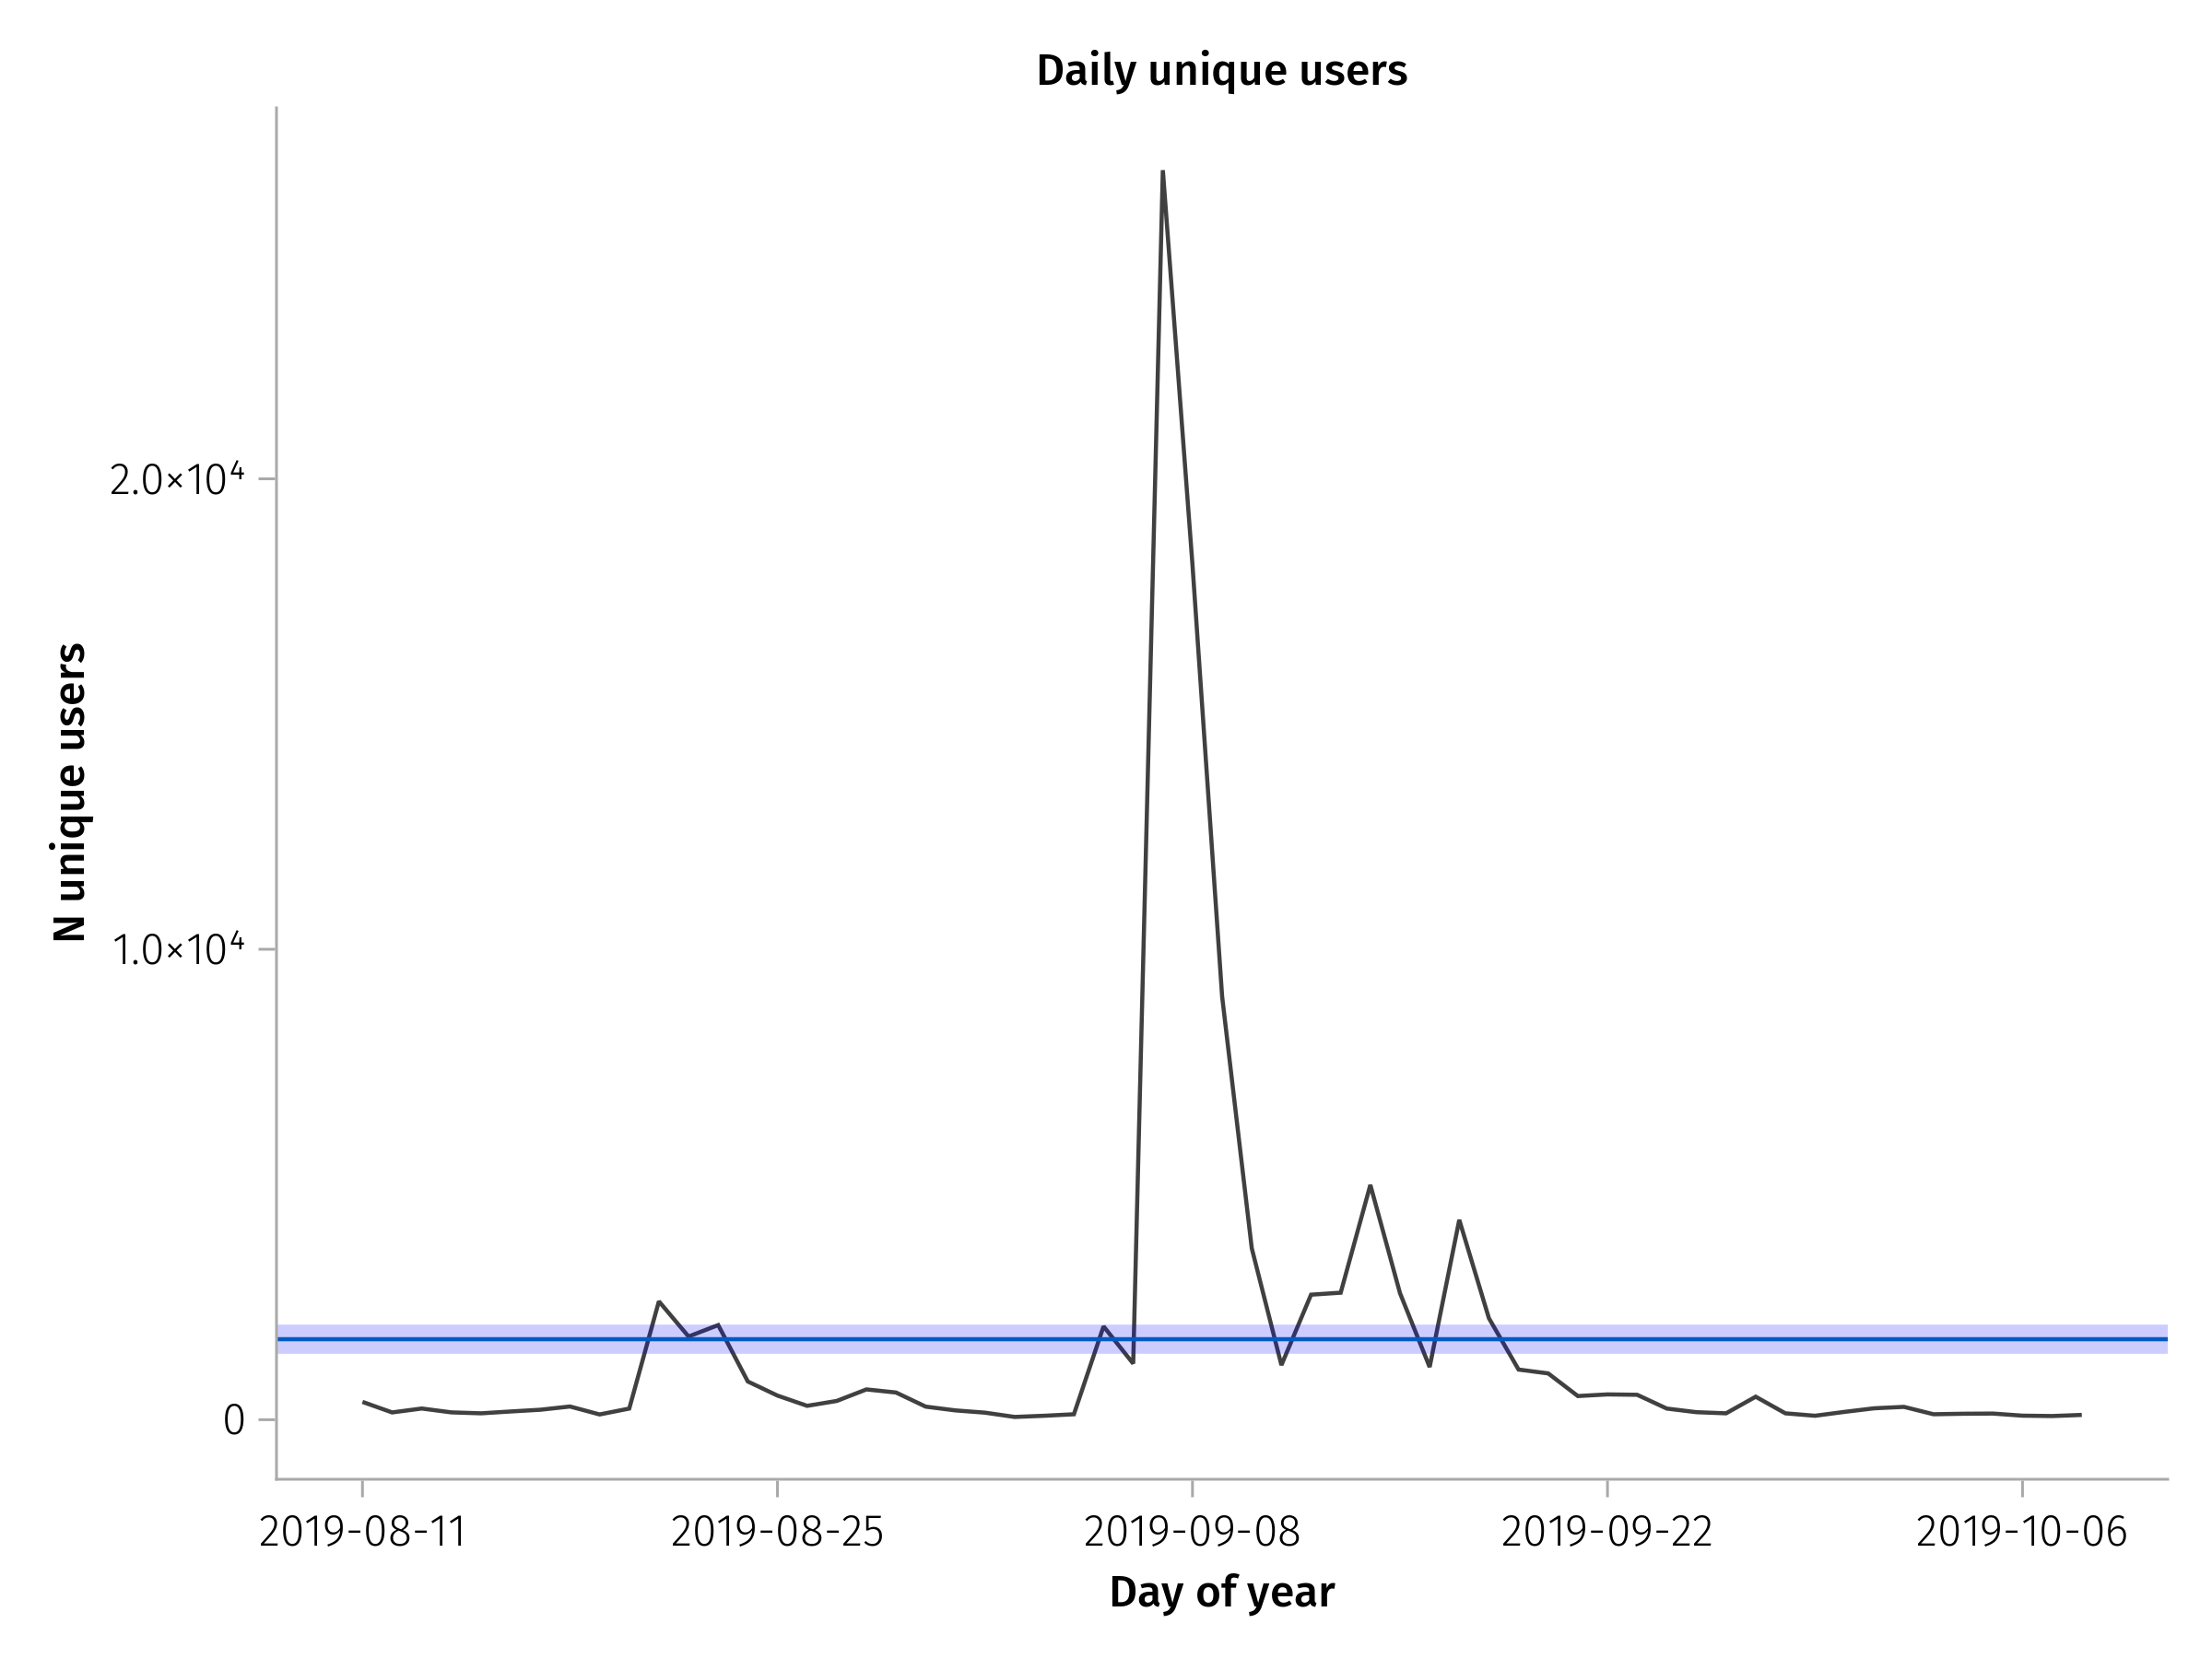 Daily unique users
N unique users
2.0×10⁴
1.0×10⁴
0
2019-08-11 2019-08-25 2019-09-08 2019-09-22 2019-10-06
Day of year